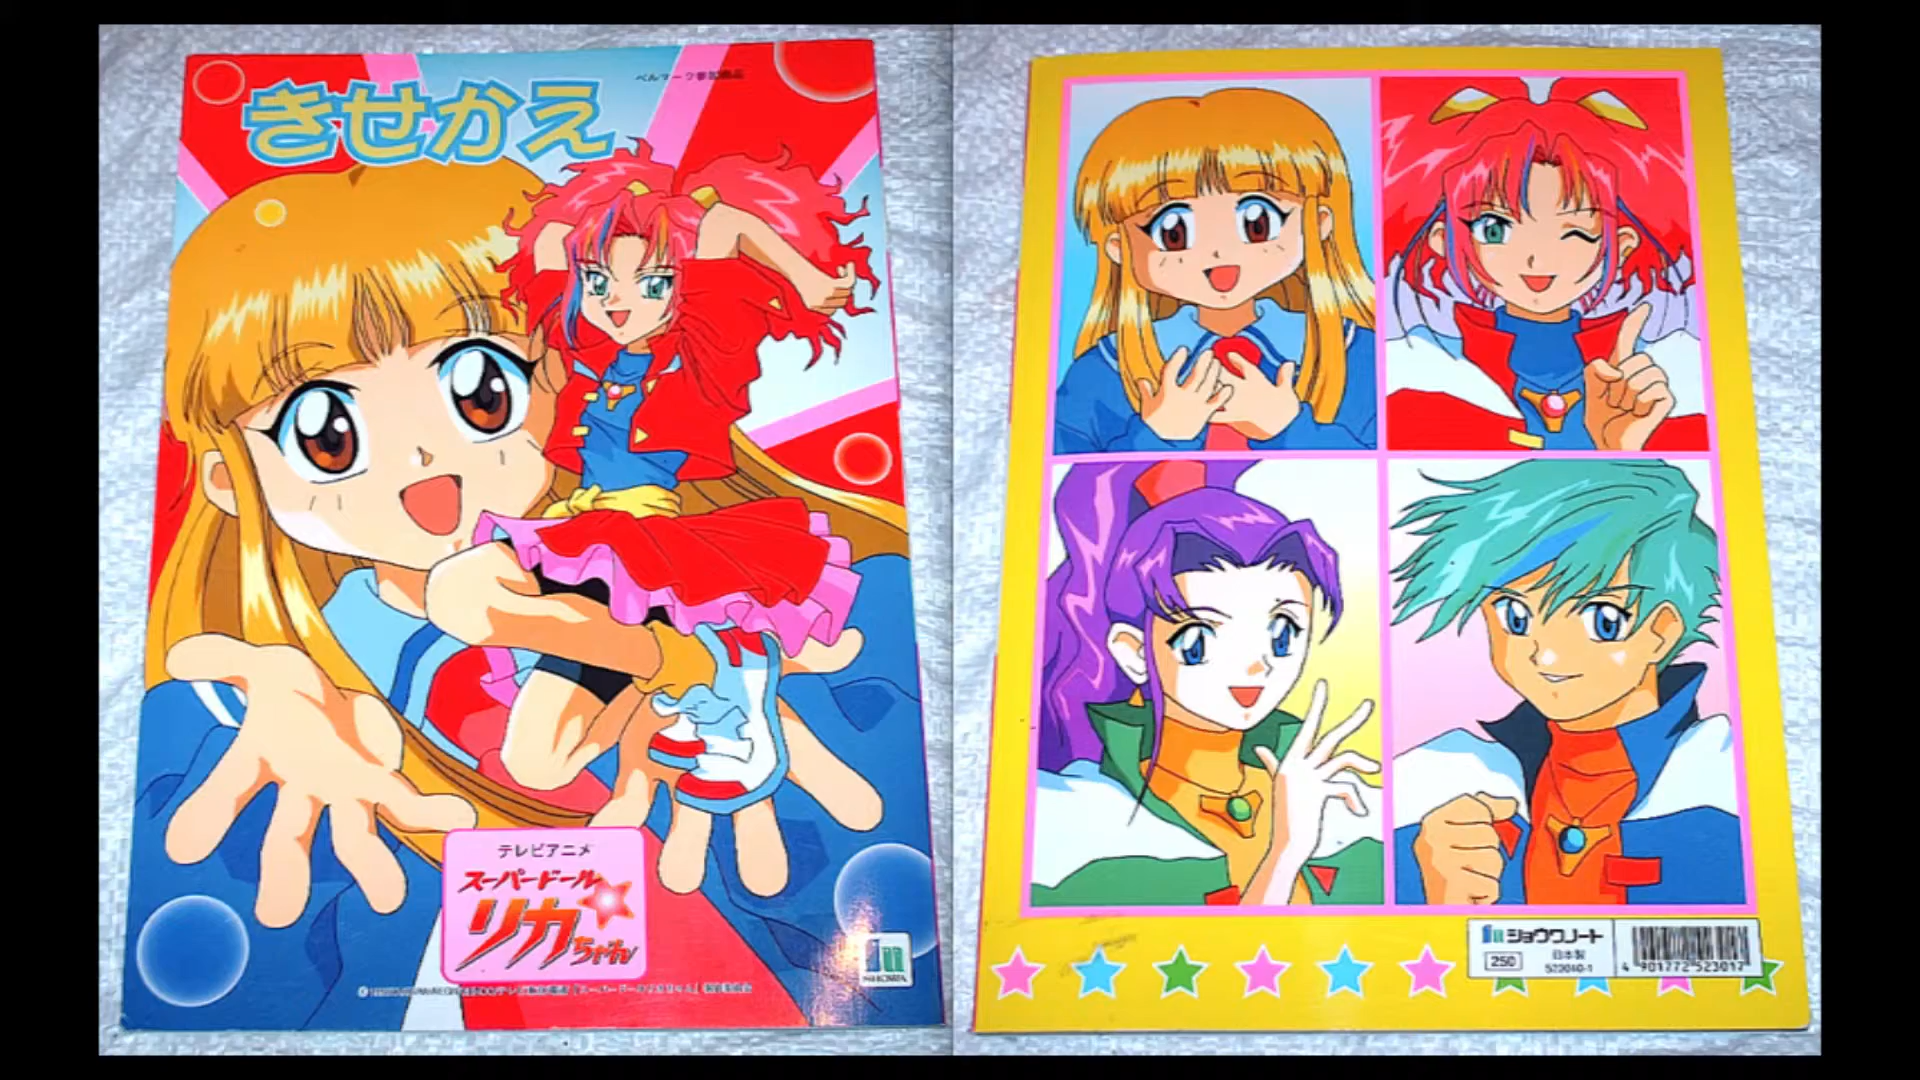 きせかえ
ベルマーク参加商品
テレビアニメ
スーパードール
リカちゃん
SHOWA
ショウワノート
250
日本製
523040-1
4 901772 523017